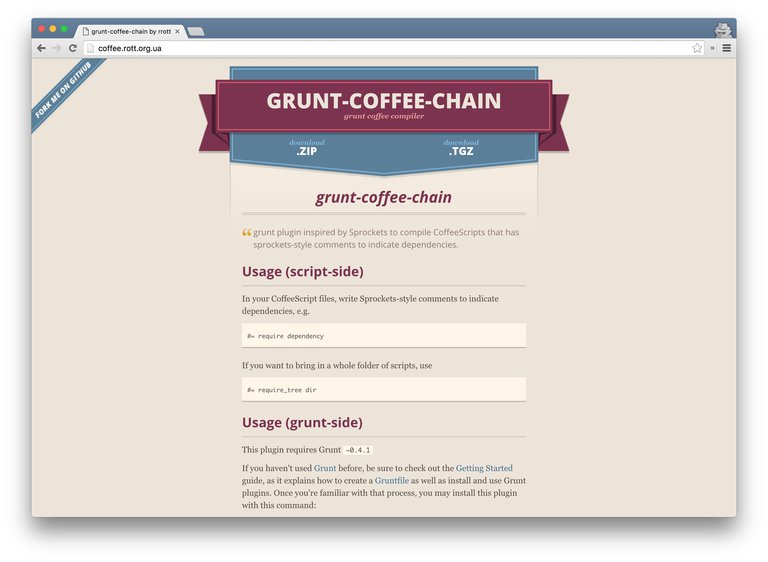 grunt-coffee-chain by rrott
coffee.rott.org.ua
FORK ME ON GITHUB
GRUNT-COFFEE-CHAIN
grunt coffee compiler
download
.ZIP
download
.TGZ
grunt-coffee-chain
“ grunt plugin inspired by Sprockets to compile CoffeeScripts that has
sprockets-style comments to indicate dependencies.
Usage (script-side)
In your CoffeeScript files, write Sprockets-style comments to indicate
dependencies, e.g.
#= require dependency
If you want to bring in a whole folder of scripts, use
#= require_tree dir
Usage (grunt-side)
This plugin requires Grunt ~0.4.1
If you haven't used Grunt before, be sure to check out the Getting Started
guide, as it explains how to create a Gruntfile as well as install and use Grunt
plugins. Once you're familiar with that process, you may install this plugin
with this command: